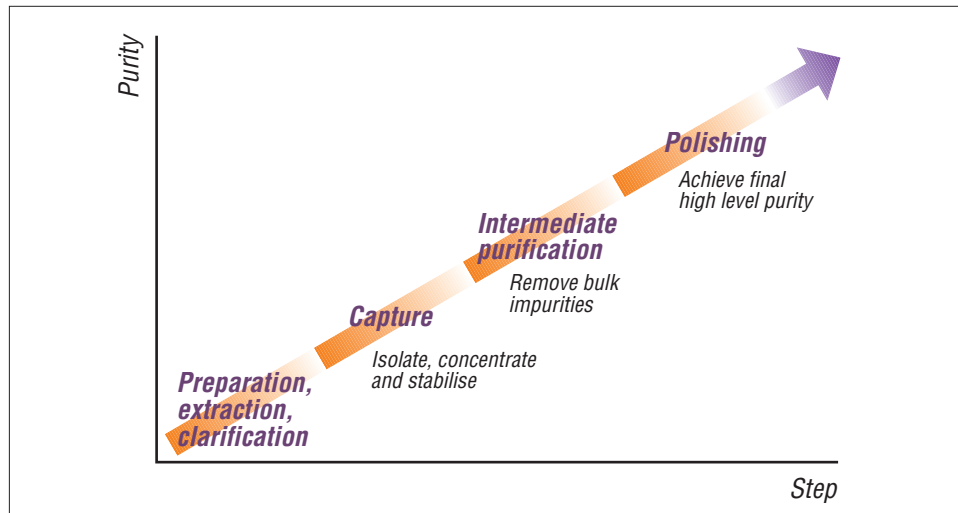 Purity
Polishing
Achieve final
high level purity
Intermediate
purification
Remove bulk
impurities
Capture
Isolate, concentrate
and stabilise
Preparation,
extraction,
clarification
Step